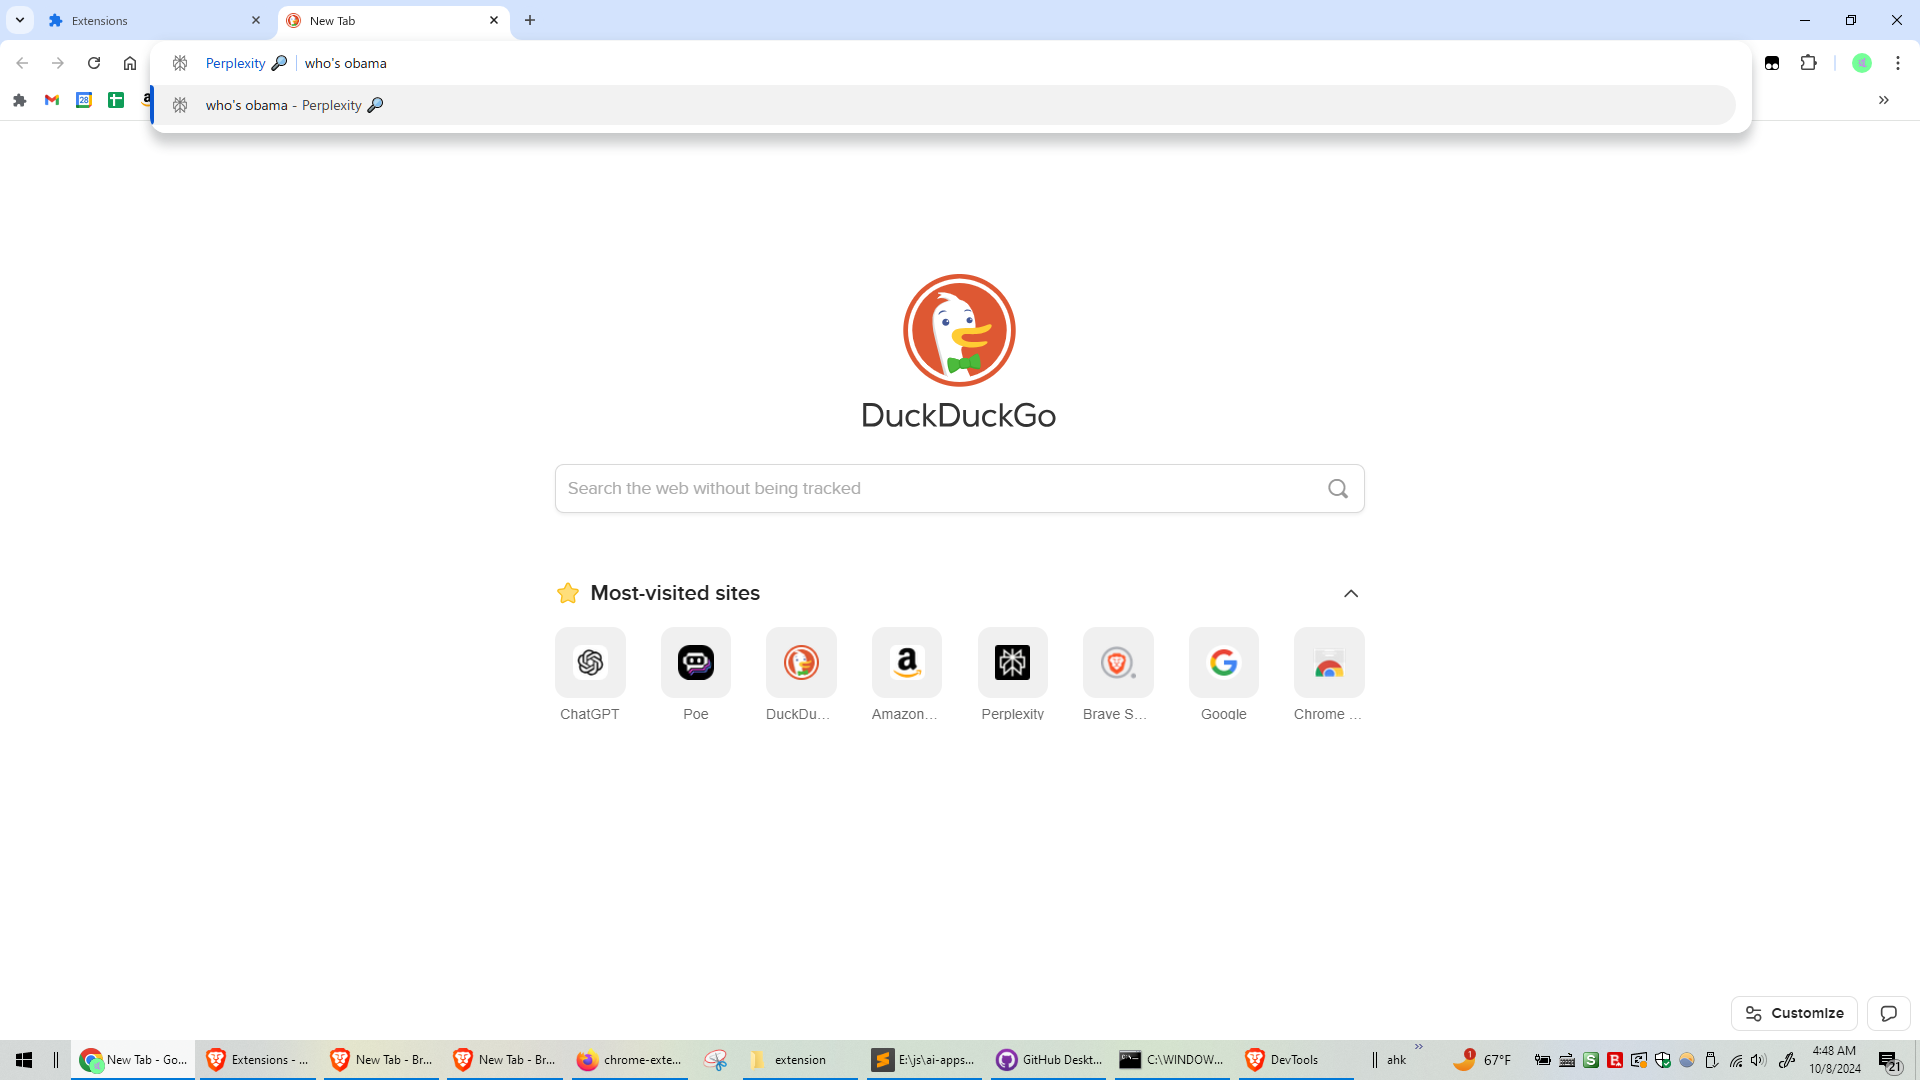 Extensions
New Tab
Perplexity who's obama
28
who's obama - Perplexity
DuckDuckGo
Search the web without being tracked
Most-visited sites
ChatGPT
Poe
DuckDu...
Amazon...
Perplexity
Brave S...
Google
Chrome ...
Customize
New Tab - Go...
Extensions - ...
New Tab - Br...
New Tab - Br...
chrome-exte...
extension
E:\js\ai-apps...
GitHub Deskt...
C:\WINDOW...
DevTools
ahk
1
67°F
4:48 AM
10/8/2024
21